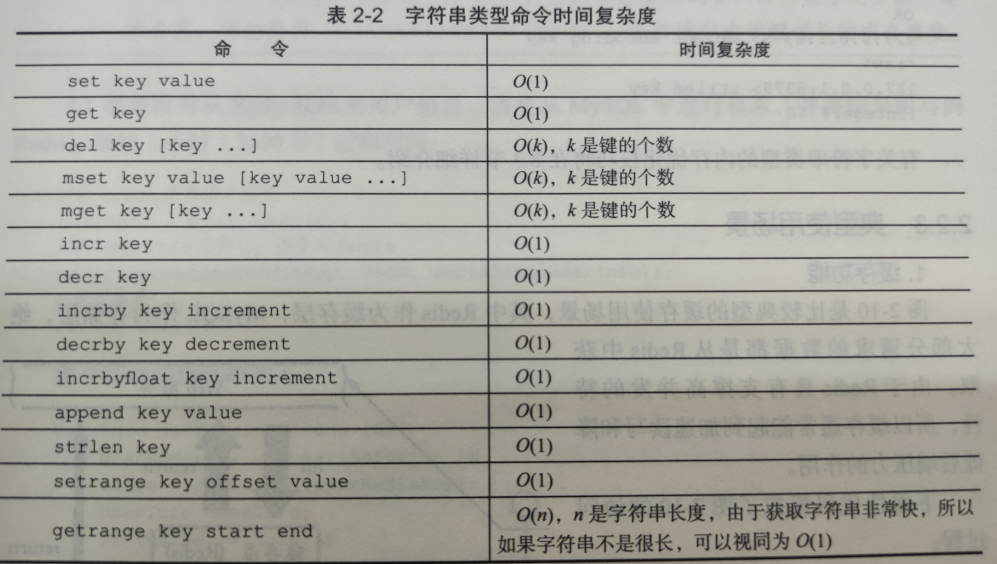 表 2-2 字符串类型命令时间复杂度
命 令 时间复杂度
set key value O(1)
get key O(1)
del key [key ...] O(k)，k 是键的个数
mset key value [key value ...] O(k)，k 是键的个数
mget key [key ...] O(k)，k 是键的个数
incr key O(1)
decr key O(1)
incrby key increment O(1)
decrby key decrement O(1)
incrbyfloat key increment O(1)
append key value O(1)
strlen key O(1)
setrange key offset value O(1)
getrange key start end O(n)，n 是字符串长度，由于获取字符串非常快，所以
如果字符串不是很长，可以视同为 O(1)